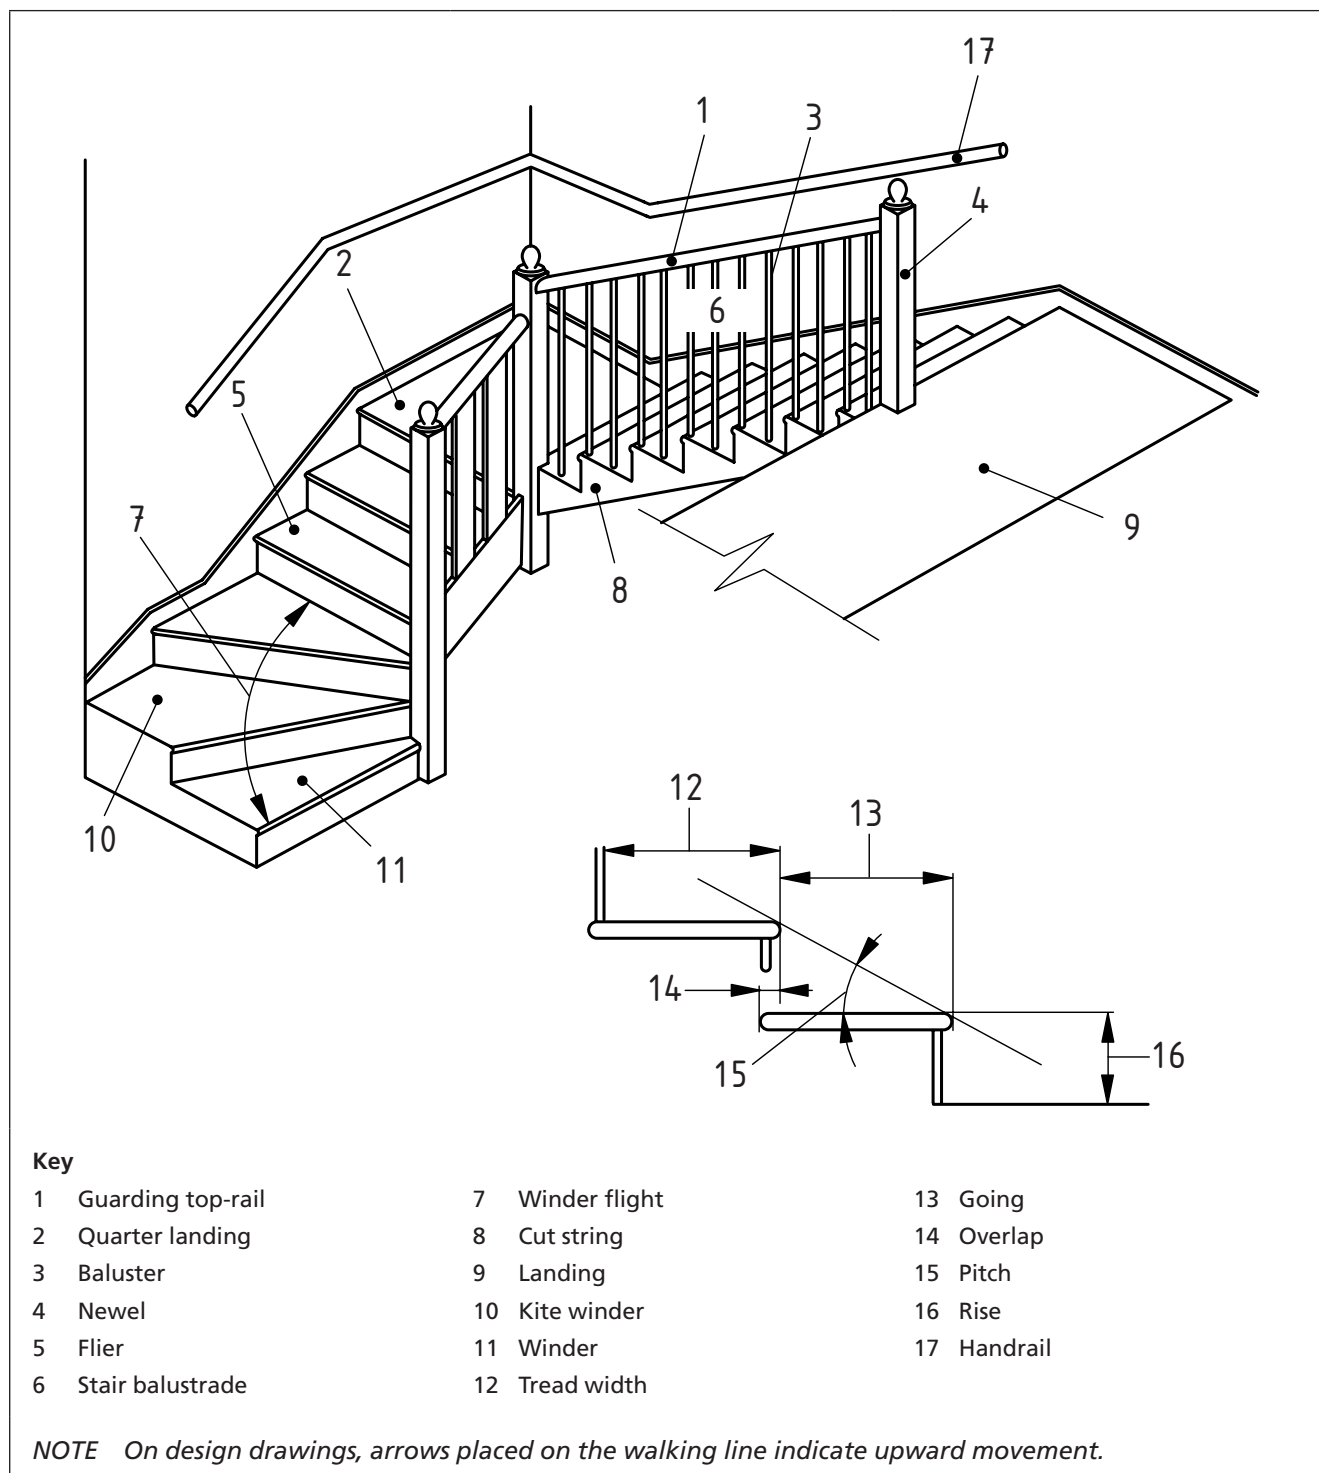 17
1
3
4
2
6
5
7
9
8
10
11
12
13
14
15
16
Key
1 Guarding top-rail
2 Quarter landing
3 Baluster
4 Newel
5 Flier
6 Stair balustrade
7 Winder flight
8 Cut string
9 Landing
10 Kite winder
11 Winder
12 Tread width
13 Going
14 Overlap
15 Pitch
16 Rise
17 Handrail
NOTE On design drawings, arrows placed on the walking line indicate upward movement.